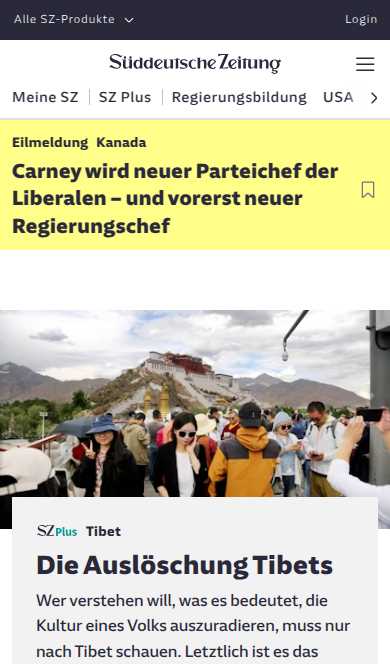 Alle SZ-Produkte
Login
Süddeutsche Zeitung
Meine SZ
SZ Plus
Regierungsbildung
USA
Eilmeldung Kanada
Carney wird neuer Parteichef der
Liberalen – und vorerst neuer
Regierungschef
SZ Plus Tibet
Die Auslöschung Tibets
Wer verstehen will, was es bedeutet, die
Kultur eines Volks auszuradieren, muss nur
nach Tibet schauen. Letztlich ist es das